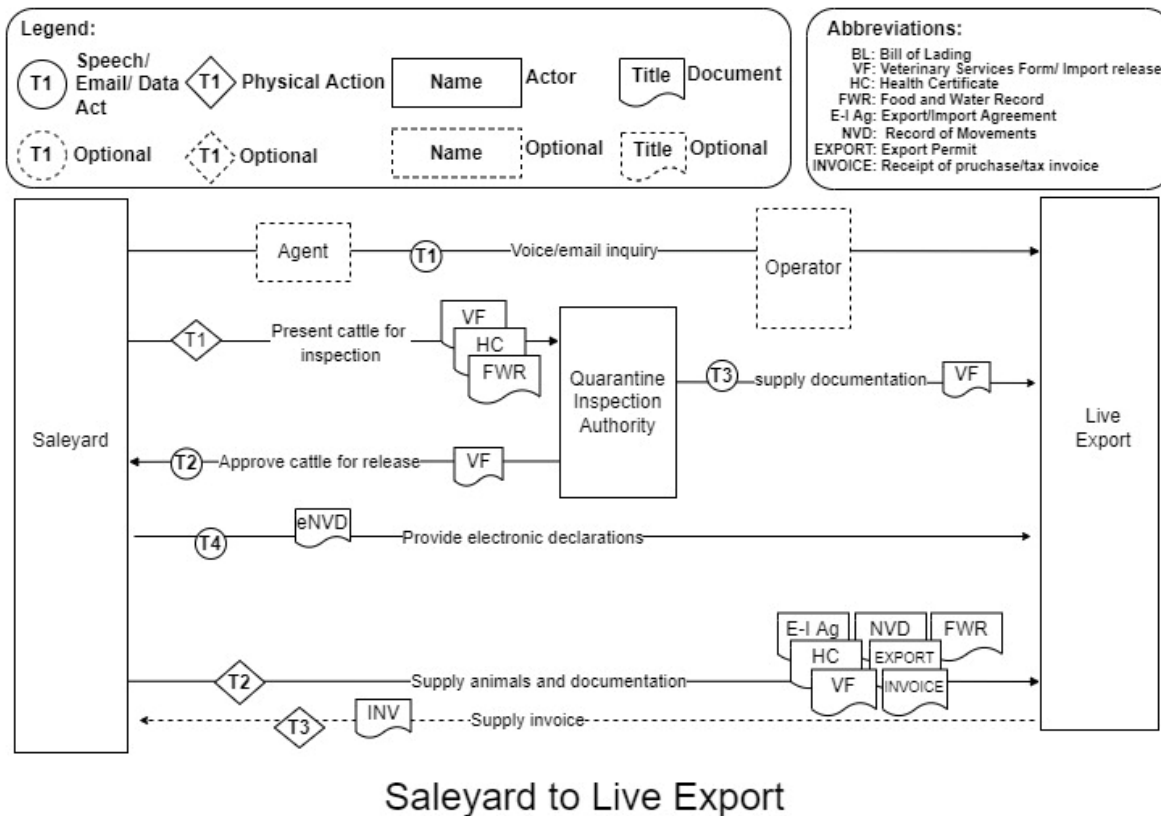 Legend:
T1
Speech/
Email/ Data
Act
T1
Physical Action
Name
Actor
Title
Document
T1
Optional
T1
Optional
Name
Optional
Title
Optional
Abbreviations:
BL: Bill of Lading
VF: Veterinary Services Form/ Import release
HC: Health Certificate
FWR: Food and Water Record
E-I Ag: Export/Import Agreement
NVD: Record of Movements
EXPORT: Export Permit
INVOICE: Receipt of pruchase/tax invoice
Saleyard
Agent
T1
Voice/email inquiry
Operator
Live
Export
T1
Present cattle for
inspection
VF
HC
FWR
Quarantine
Inspection
Authority
T3
supply documentation
VF
T2
Approve cattle for release
VF
T4
eNVD
Provide electronic declarations
T2
Supply animals and documentation
E-I Ag
NVD
FWR
HC
EXPORT
VF
INVOICE
T3
INV
Supply invoice
Saleyard to Live Export